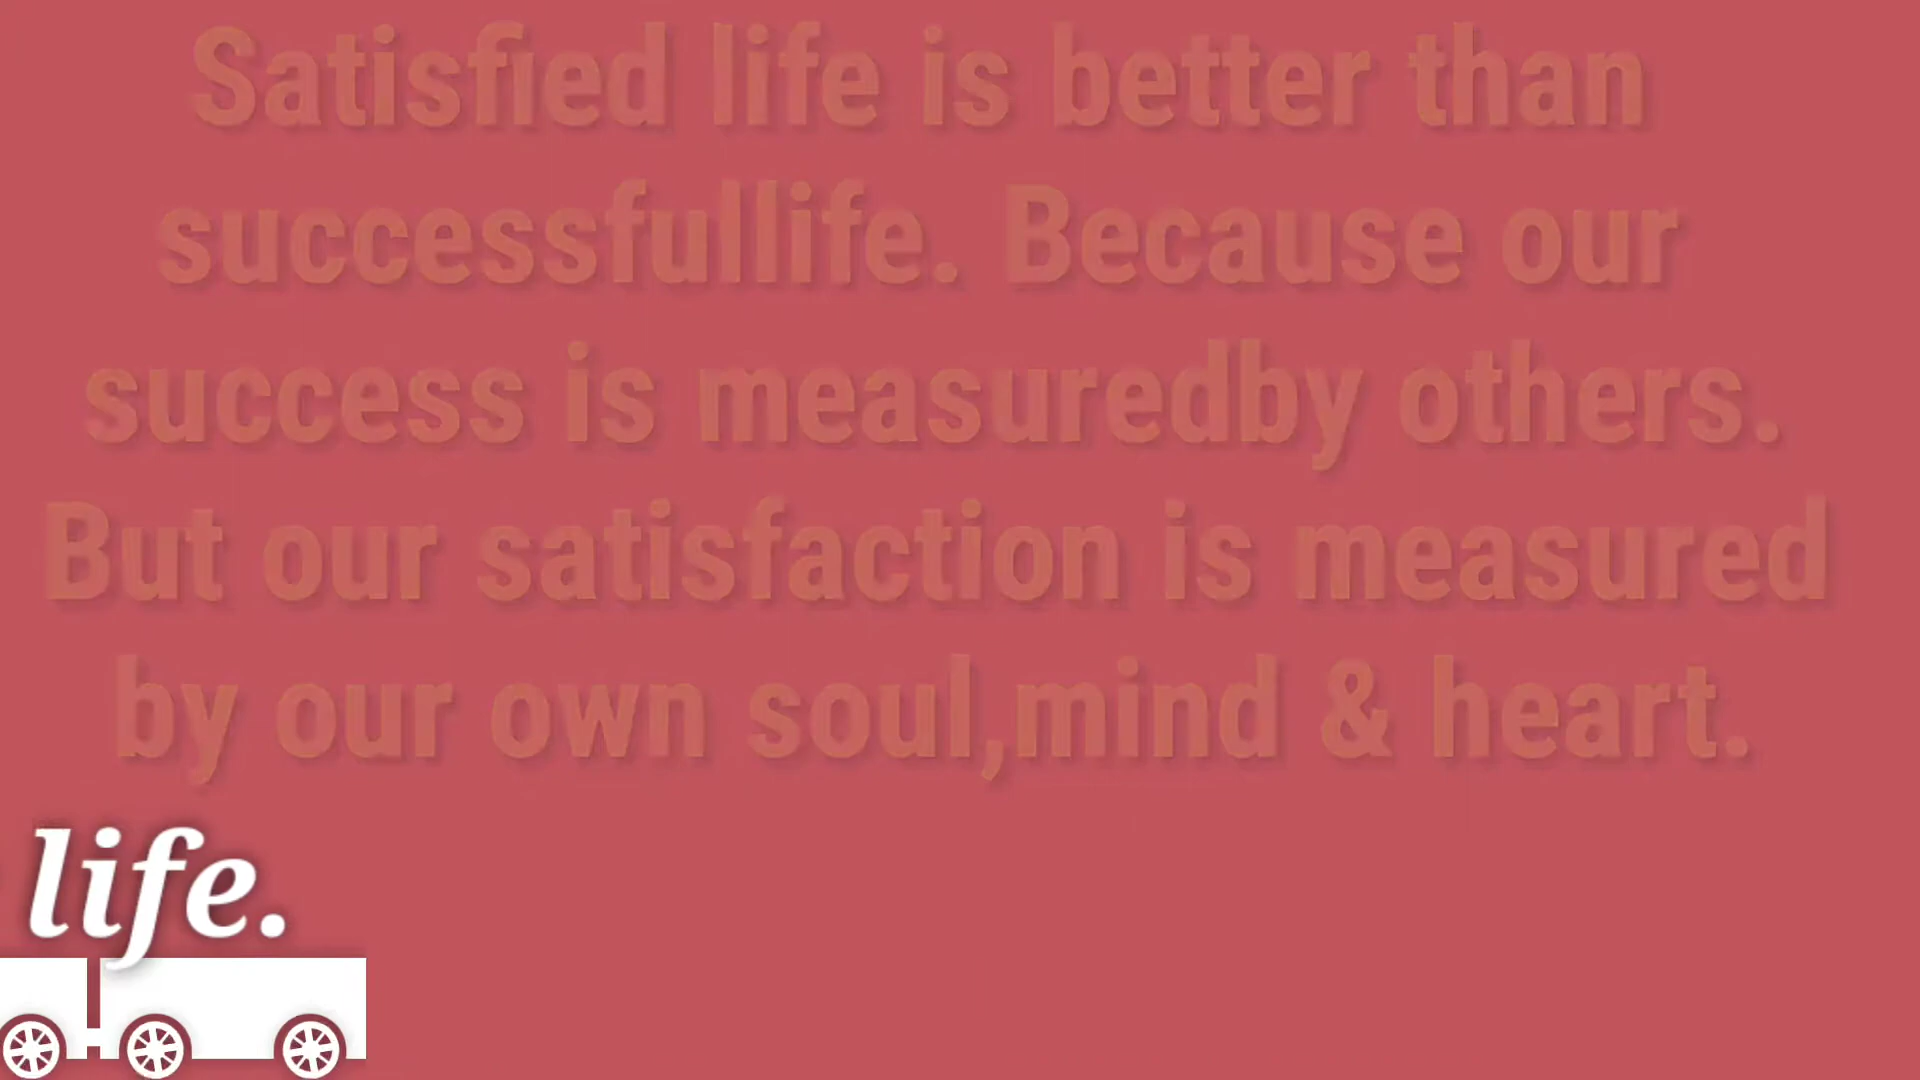 Satisfied life is better than
successfullife. Because our
success is measuredby others.
But our satisfaction is measured
by our own soul,mind & heart.
life.